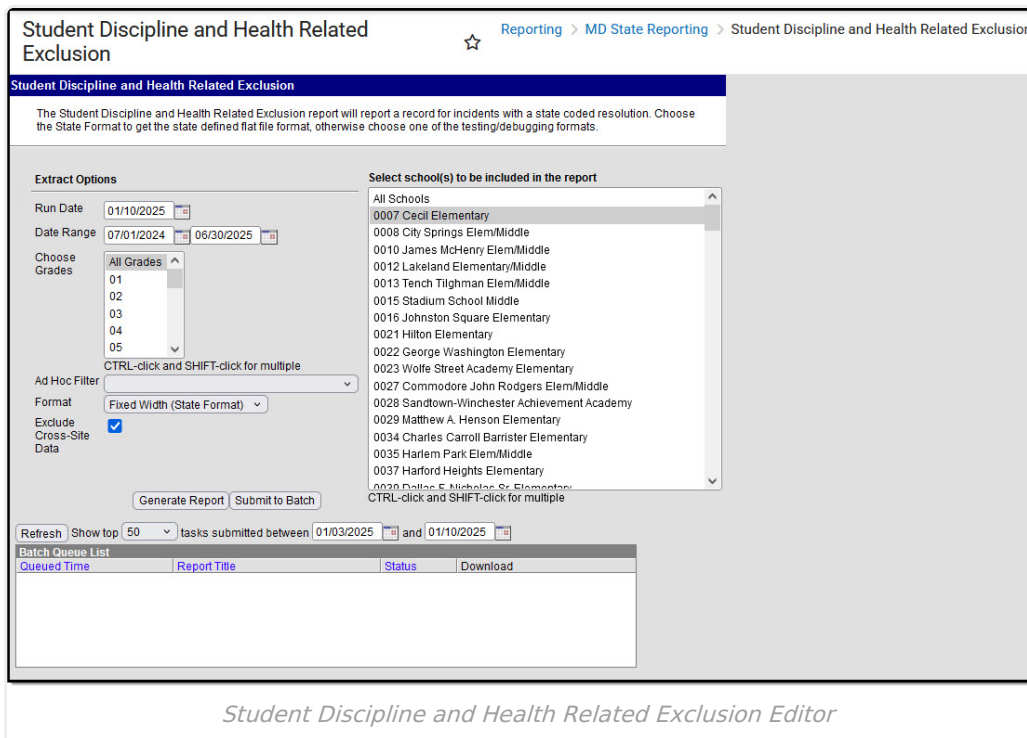 Student Discipline and Health Related
Exclusion
Reporting > MD State Reporting > Student Discipline and Health Related Exclusion
Student Discipline and Health Related Exclusion
The Student Discipline and Health Related Exclusion report will report a record for incidents with a state coded resolution. Choose
the State Format to get the state defined flat file format, otherwise choose one of the testing/debugging formats.
Extract Options
Run Date 01/10/2025
Date Range 07/01/2024 06/30/2025
Choose
Grades
All Grades
01
02
03
04
05
CTRL-click and SHIFT-click for multiple
Ad Hoc Filter
Format Fixed Width (State Format)
Exclude
Cross-Site
Data
Generate Report Submit to Batch
Select school(s) to be included in the report
All Schools
0007 Cecil Elementary
0008 City Springs Elem/Middle
0010 James McHenry Elem/Middle
0012 Lakeland Elementary/Middle
0013 Tench Tilghman Elem/Middle
0015 Stadium School Middle
0016 Johnston Square Elementary
0021 Hilton Elementary
0022 George Washington Elementary
0023 Wolfe Street Academy Elementary
0027 Commodore John Rodgers Elem/Middle
0028 Sandtown-Winchester Achievement Academy
0029 Matthew A. Henson Elementary
0034 Charles Carroll Barrister Elementary
0035 Harlem Park Elem/Middle
0037 Harford Heights Elementary
0039 Dallas F. Nicholas Sr. Elementary
CTRL-click and SHIFT-click for multiple
Refresh Show top 50 tasks submitted between 01/03/2025 and 01/10/2025
Batch Queue List
Queued Time Report Title Status Download
Student Discipline and Health Related Exclusion Editor